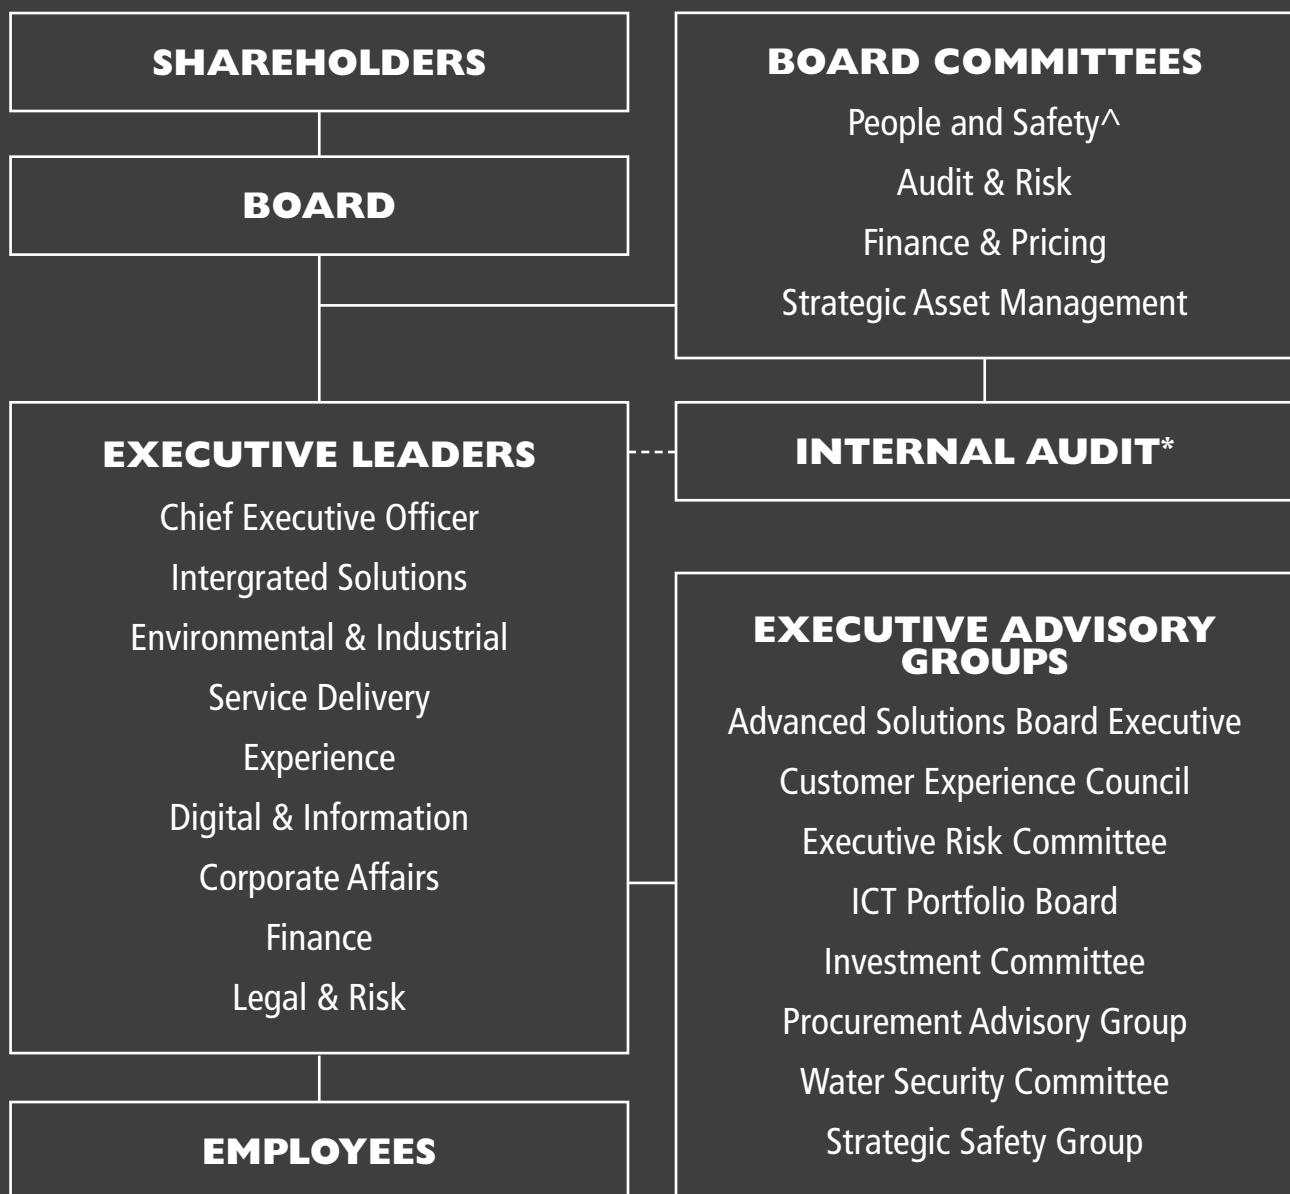 SHAREHOLDERS
BOARD
BOARD COMMITTEES
People and Safety^
Audit & Risk
Finance & Pricing
Strategic Asset Management
EXECUTIVE LEADERS
Chief Executive Officer
Intergrated Solutions
Environmental & Industrial
Service Delivery
Experience
Digital & Information
Corporate Affairs
Finance
Legal & Risk
INTERNAL AUDIT*
EXECUTIVE ADVISORY
GROUPS
Advanced Solutions Board Executive
Customer Experience Council
Executive Risk Committee
ICT Portfolio Board
Investment Committee
Procurement Advisory Group
Water Security Committee
Strategic Safety Group
EMPLOYEES